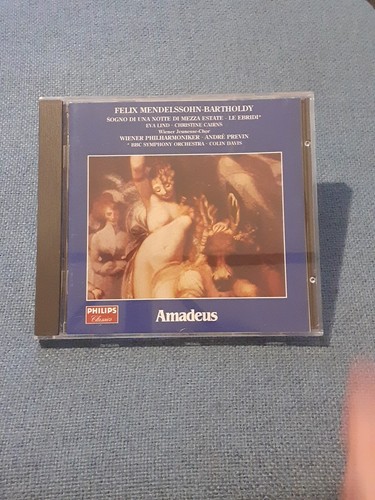 FELIX MENDELSSOHN-BARTHOLDY
SOGNO DI UNA NOTTE DI MEZZA ESTATE · LE EBRIDI*
EVA LIND · CHRISTINE CAIRNS
Wiener Jeunesse-Chor
WIENER PHILHARMONIKER · ANDRÉ PREVIN
* BBC SYMPHONY ORCHESTRA · COLIN DAVIS
PHILIPS
Classics
Amadeus